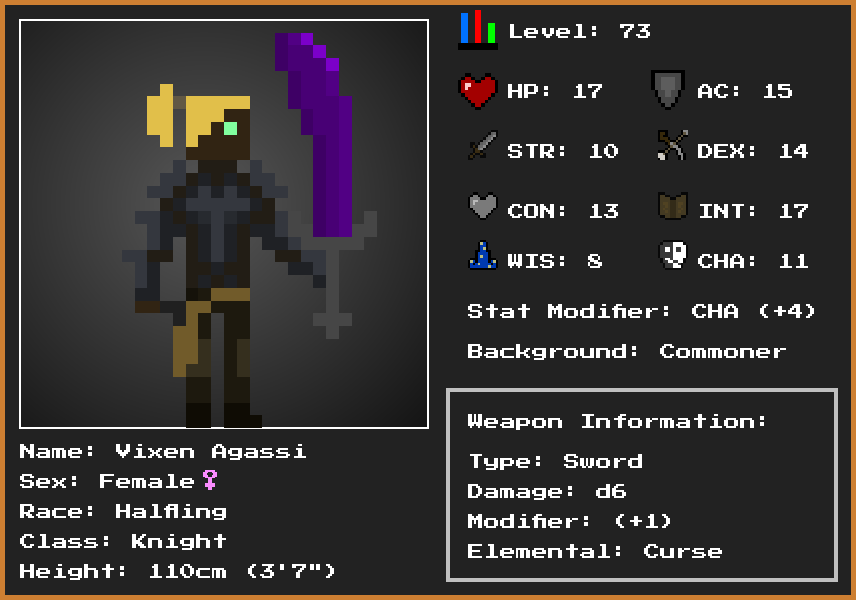 Level: 73
HP: 17
AC: 15
STR: 10
DEX: 14
CON: 13
INT: 17
WIS: 8
CHA: 11
Stat Modifier: CHA (+4)
Background: Commoner
Weapon Information:
Type: Sword
Damage: d6
Modifier: (+1)
Elemental: Curse
Name: Vixen Agassi
Sex: Female♀
Race: Halfling
Class: Knight
Height: 110cm (3'7")